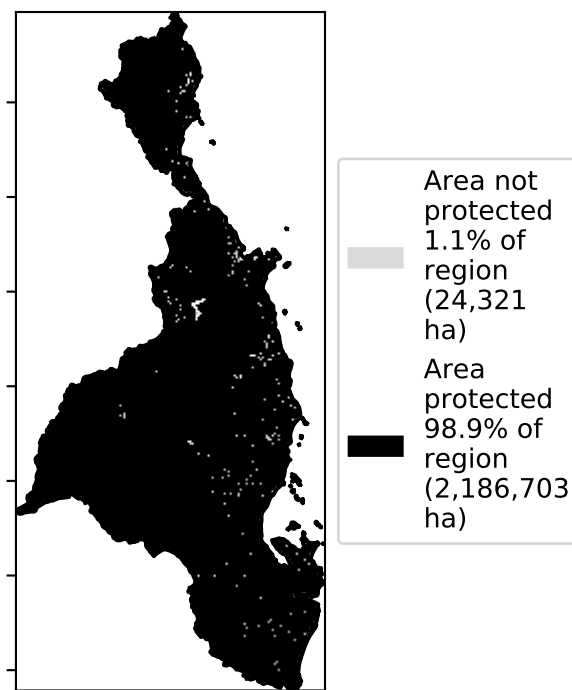 Area not
protected
1.1% of
region
(24,321
ha)
Area
protected
98.9% of
region
(2,186,703
ha)